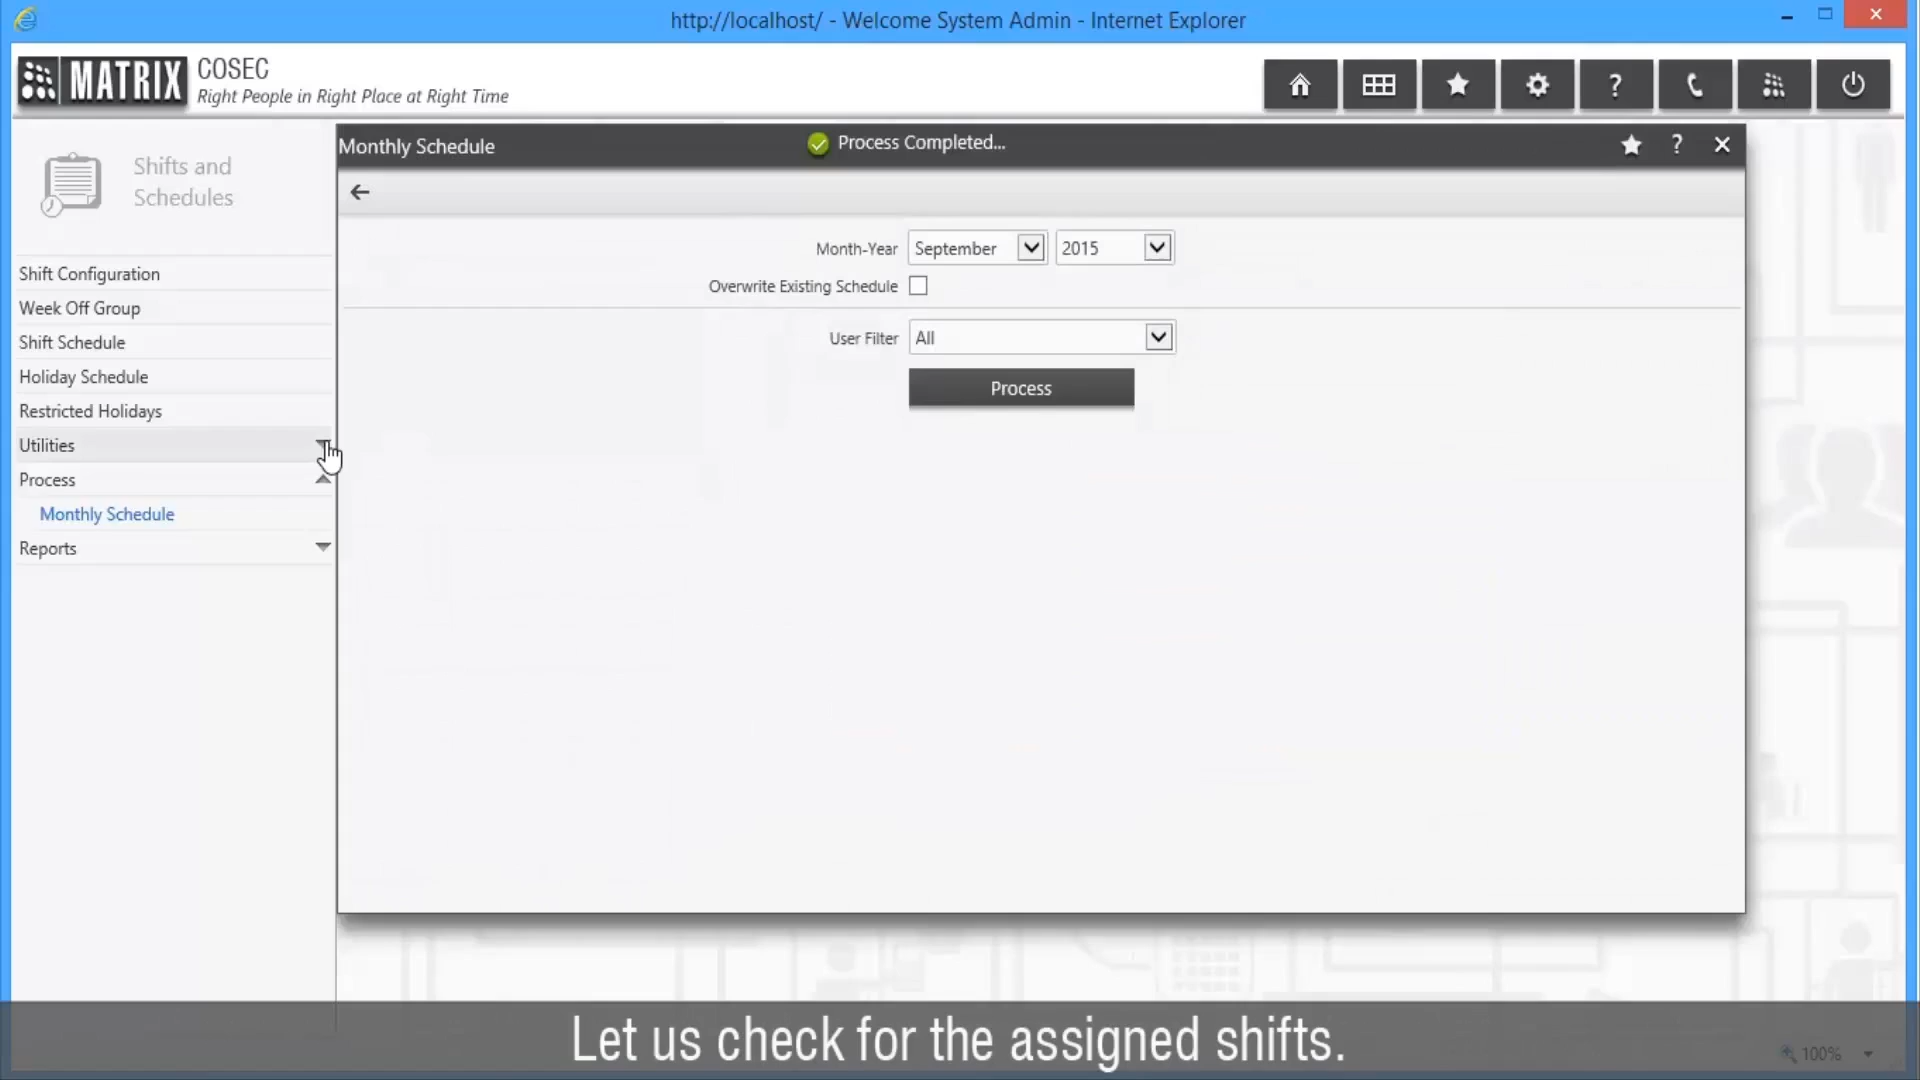 http://localhost/ - Welcome System Admin - Internet Explorer
MATRIX
COSEC
Right People in Right Place at Right Time
?
Shifts and
Schedules
Monthly Schedule
Process Completed...
?
Month-Year
September
2015
Overwrite Existing Schedule
User Filter
All
Process
Shift Configuration
Week Off Group
Shift Schedule
Holiday Schedule
Restricted Holidays
Utilities
Process
Monthly Schedule
Reports
Let us check for the assigned shifts.
100%